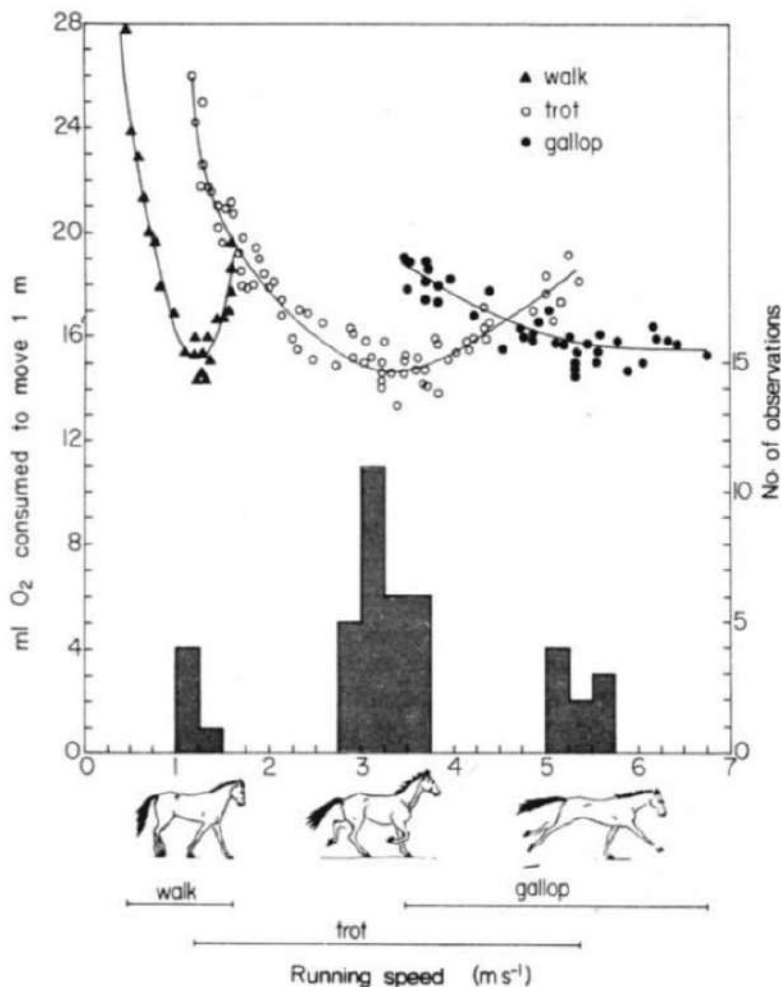 28
24
20
16
12
8
4
0
ml O₂ consumed to move 1 m
▲ walk
○ trot
● gallop
15
10
5
0
No. of observations
0 1 2 3 4 5 6 7
walk
gallop
trot
Running speed (m s⁻¹)